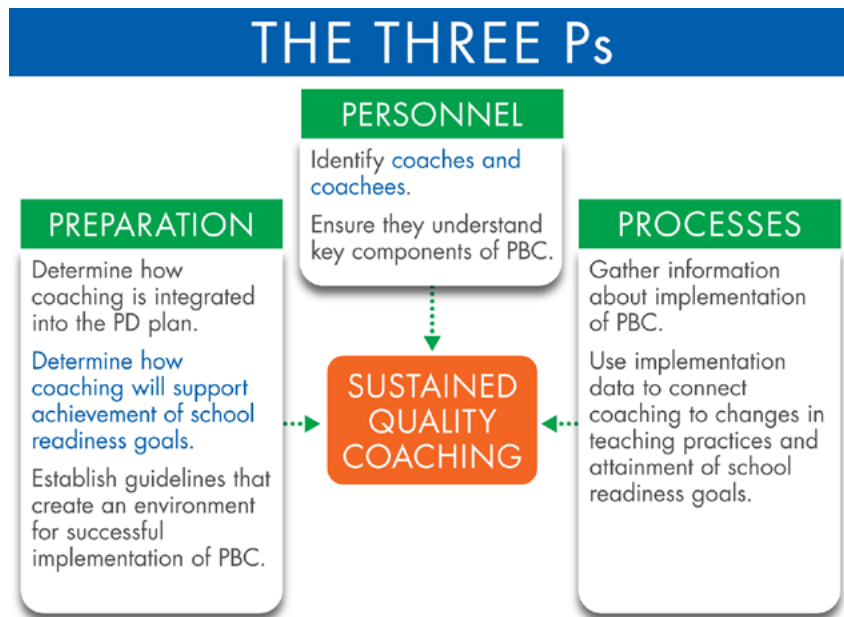 THE THREE Ps
PERSONNEL
Identify coaches and
coachees.
Ensure they understand
key components of PBC.
PREPARATION
Determine how
coaching is integrated
into the PD plan.
Determine how
coaching will support
achievement of school
readiness goals.
Establish guidelines that
create an environment
for successful
implementation of PBC.
PROCESSES
Gather information
about implementation
of PBC.
Use implementation
data to connect
coaching to changes in
teaching practices and
attainment of school
readiness goals.
SUSTAINED
QUALITY
COACHING